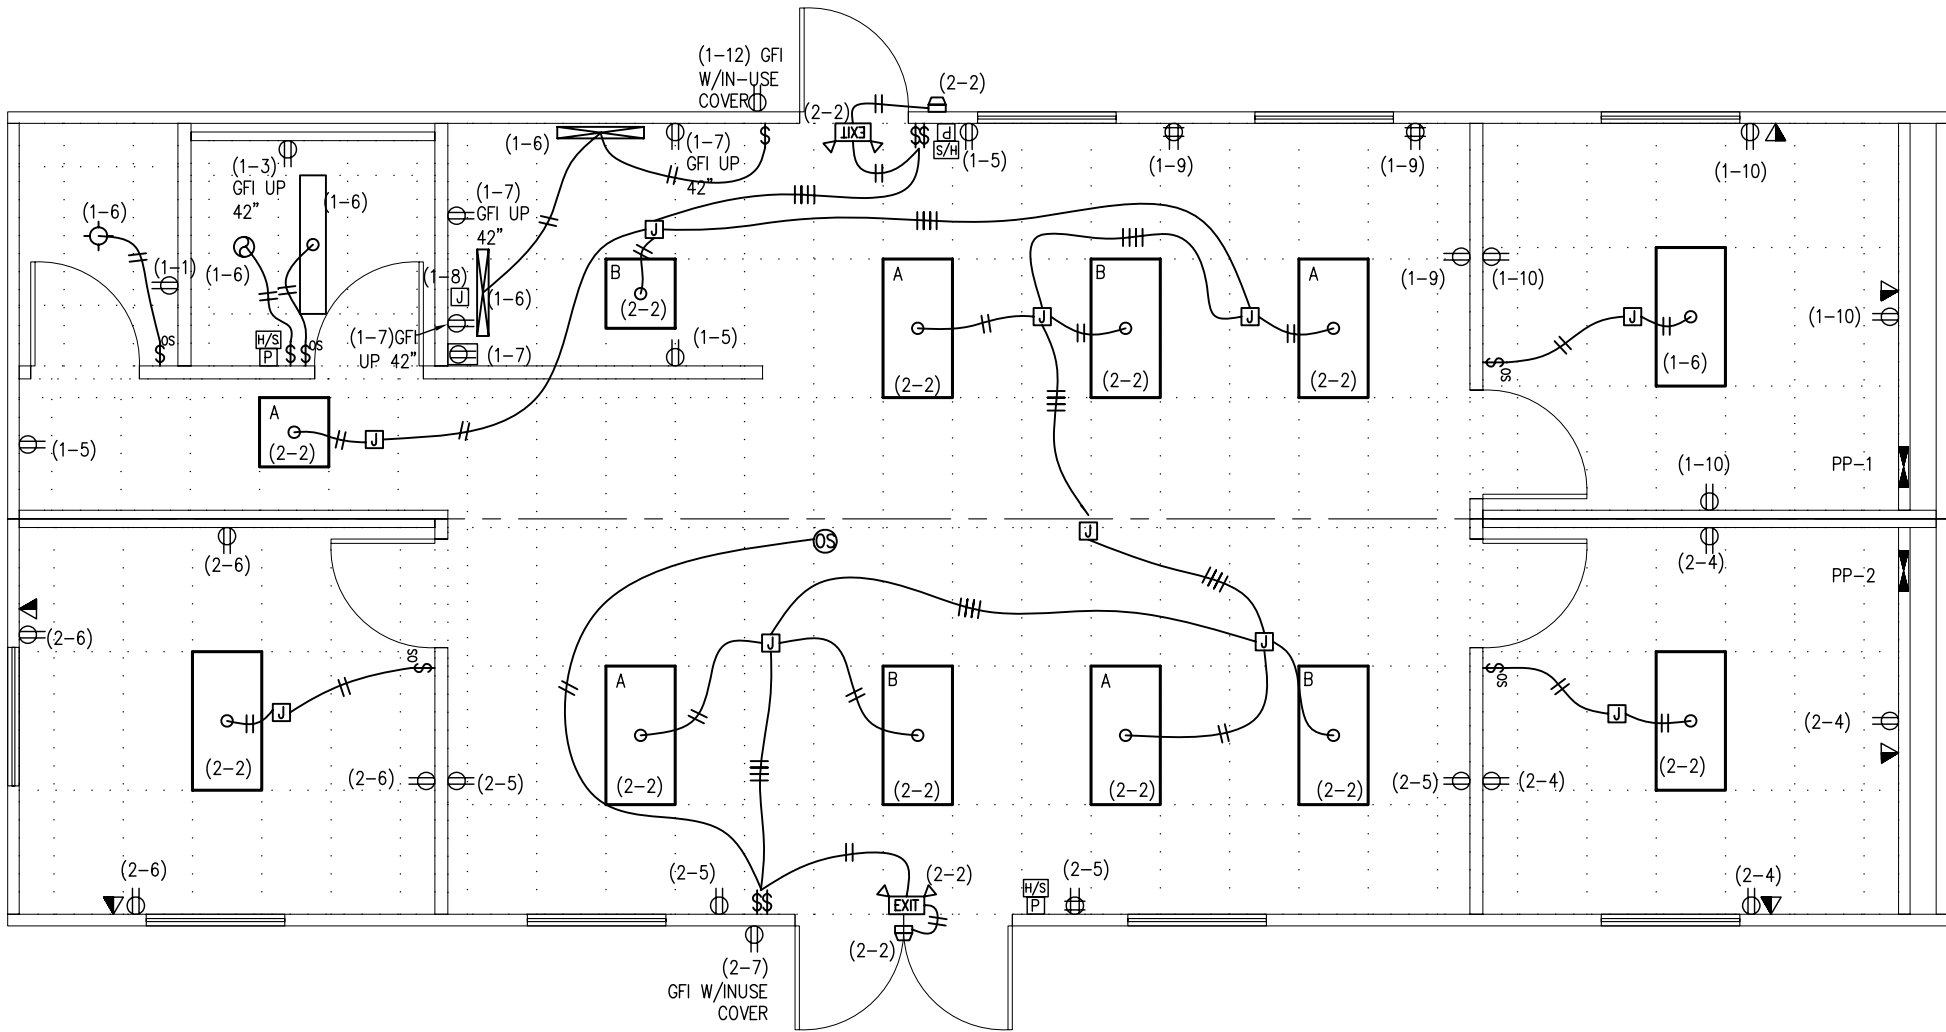 (1-12) GFI
W/IN-USE
COVER
(2-2)
(2-2)
EXIT
$
$$
P
S/H
(1-5)
(1-6)
(1-7)
GFI UP
42"
(1-9)
(1-9)
(1-10)
(1-3)
GFI UP
42"
(1-6)
(1-6)
(1-7)
GFI UP
42"
(1-1)
(1-6)
(1-8)
J
(1-6)
J
B
(2-2)
A
(2-2)
B
(2-2)
A
(2-2)
J
J
(1-9)
(1-10)
J
(1-6)
(1-10)
$ OS
H/S
P
$ $ OS
(1-7)GFI
UP 42"
(1-7)
(1-5)
$ OS
A
(2-2)
J
(1-5)
(1-10)
PP-1
J
OS
(2-6)
(2-4)
PP-2
(2-6)
$ OS
J
(2-2)
J
J
A
(2-2)
B
(2-2)
A
(2-2)
B
(2-2)
$ OS
J
(2-2)
(2-4)
(2-6)
(2-5)
(2-5)
(2-4)
(2-6)
(2-5)
$$
EXIT
(2-2)
H/S
P
(2-5)
(2-4)
(2-2)
(2-7)
GFI W/INUSE
COVER